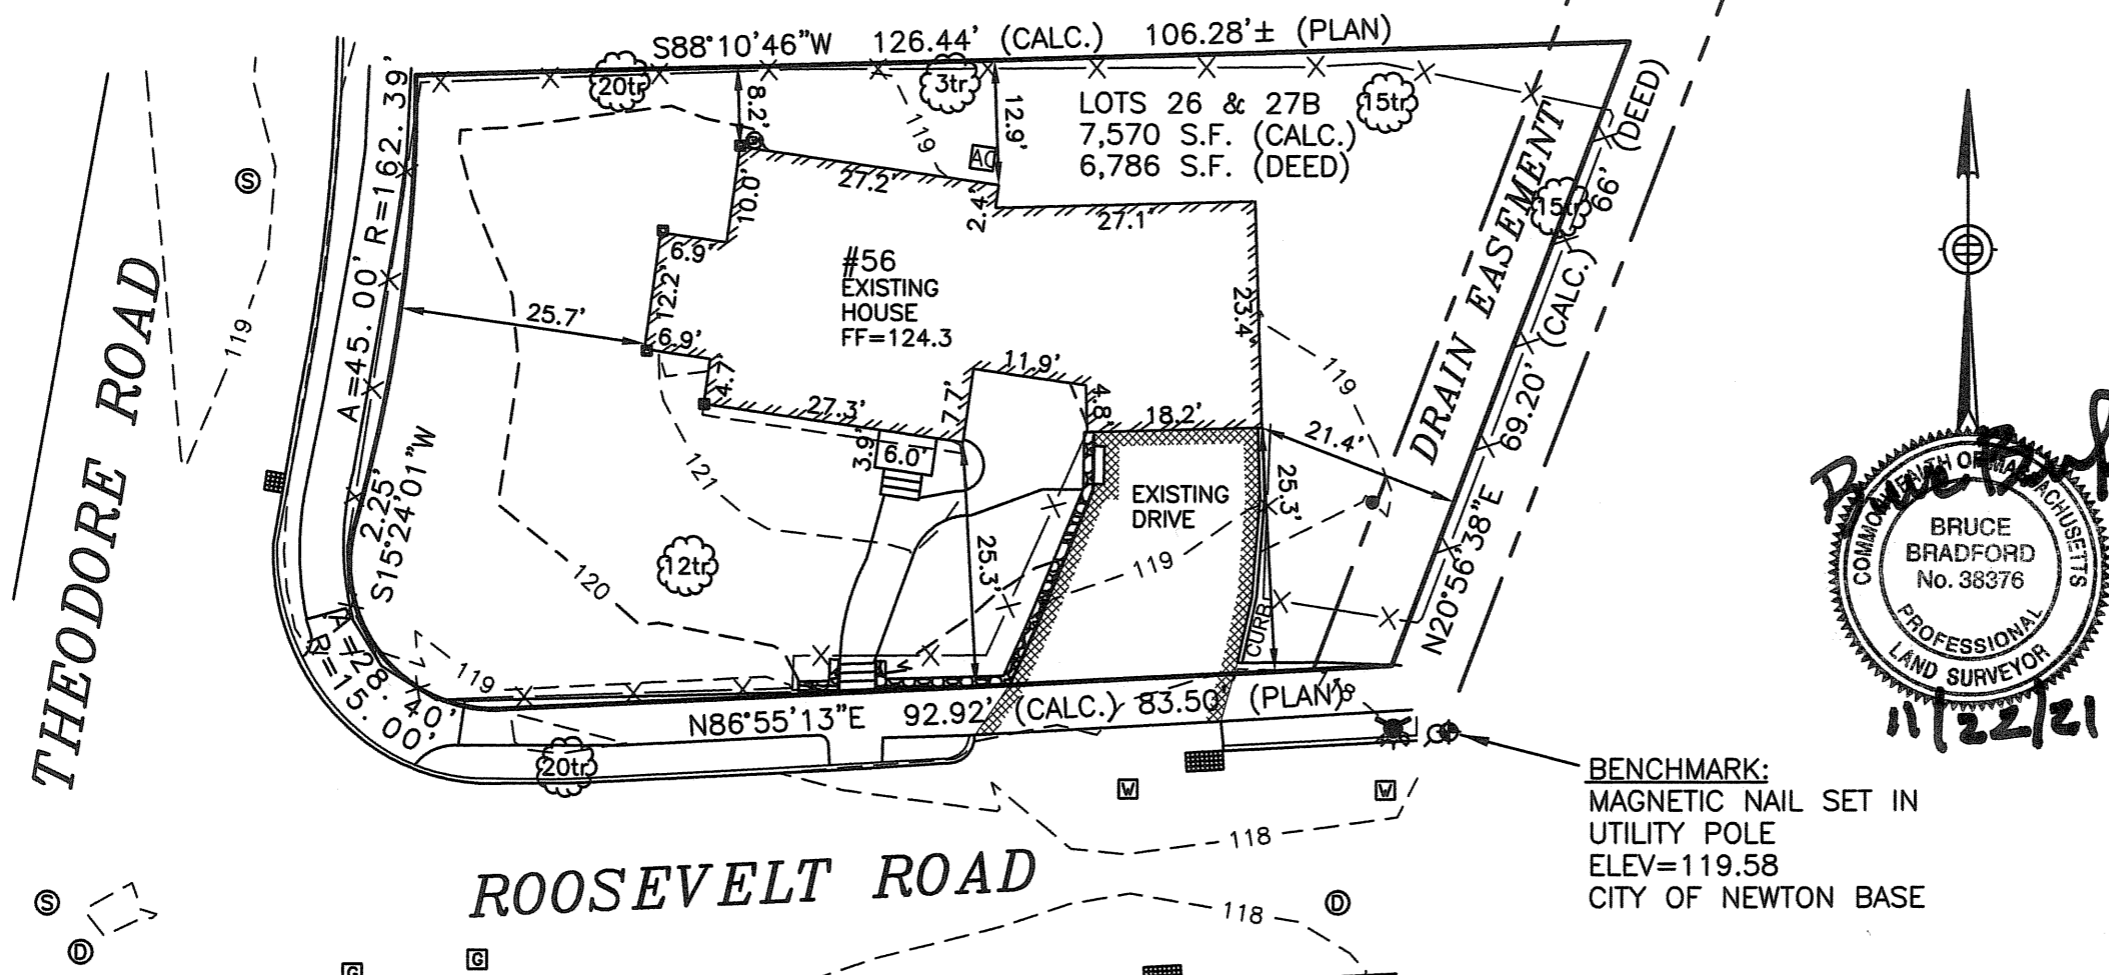 S88°10'46"W 126.44' (CALC.) 106.28'± (PLAN)
20tr
3tr
15tr
8.2'
12.9'
119
AC
LOTS 26 & 27B
7,570 S.F. (CALC.)
6,786 S.F. (DEED)
A=45.00' R=162.39'
S
119
THEODORE ROAD
27.2'
10.0'
2.4'
27.1'
6.9'
12.2'
25.7'
6.9'
#56
EXISTING
HOUSE
FF=124.3
23.4'
15tr
66' (DEED)
69.20' (CALC.)
N20°56'38"E
DRAIN EASEMENT
119
11.9'
7.7'
4.8'
18.2'
27.3'
3.9'
6.0'
21.4'
25.3'
25.3'
EXISTING
DRIVE
119
CURB
121
120
12tr
2.25'
S15°24'01"W
A=28.40'
R=15.00'
119
N86°55'13"E 92.92' (CALC.) 83.50' (PLAN)
20tr
W
W
118
118
ROOSEVELT ROAD
S
D
D
G
G
COMMONWEALTH OF MASSACHUSETTS
BRUCE
BRADFORD
No. 38376
PROFESSIONAL
LAND SURVEYOR
11/22/21
BENCHMARK:
MAGNETIC NAIL SET IN
UTILITY POLE
ELEV=119.58
CITY OF NEWTON BASE